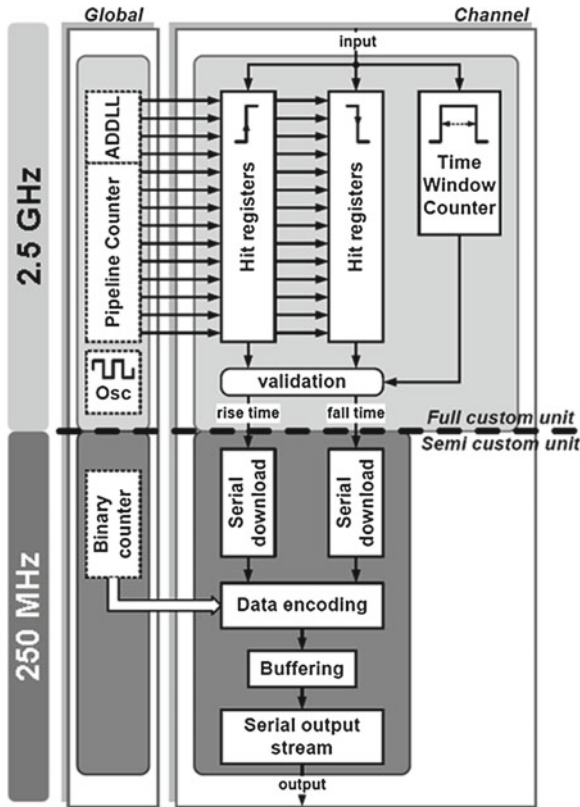 Global
Channel
input
2.5 GHz
ADDLL
Pipeline Counter
Osc
Hit registers
Hit registers
Time
Window
Counter
validation
rise time
fall time
Full custom unit
Semi custom unit
250 MHz
Binary
counter
Serial
download
Serial
download
Data encoding
Buffering
Serial output
stream
output